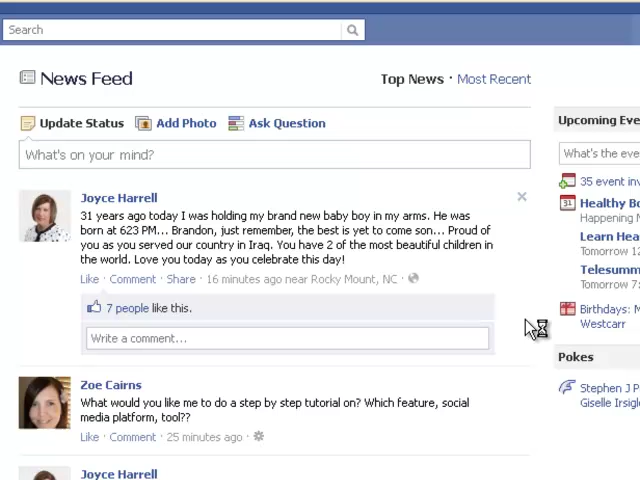 Search
News Feed
Top News · Most Recent
Update Status Add Photo Ask Question
What's on your mind?
Joyce Harrell
31 years ago today I was holding my brand new baby boy in my arms. He was
born at 623 PM... Brandon, just remember, the best is yet to come son... Proud of
you as you served our country in Iraq. You have 2 of the most beautiful children in
the world. Love you today as you celebrate this day!
Like · Comment · Share · 16 minutes ago near Rocky Mount, NC ·
7 people like this.
Write a comment...
Zoe Cairns
What would you like me to do a step by step tutorial on? Which feature, social
media platform, tool??
Like · Comment · 25 minutes ago ·
Joyce Harrell
Upcoming Eve
What's the eve
35 event inv
31
Healthy Bo
Happening
Learn Hea
Tomorrow 12
Telesumm
Tomorrow 7:
Birthdays: M
Westcarr
Pokes
Stephen J P
Giselle Irsigl